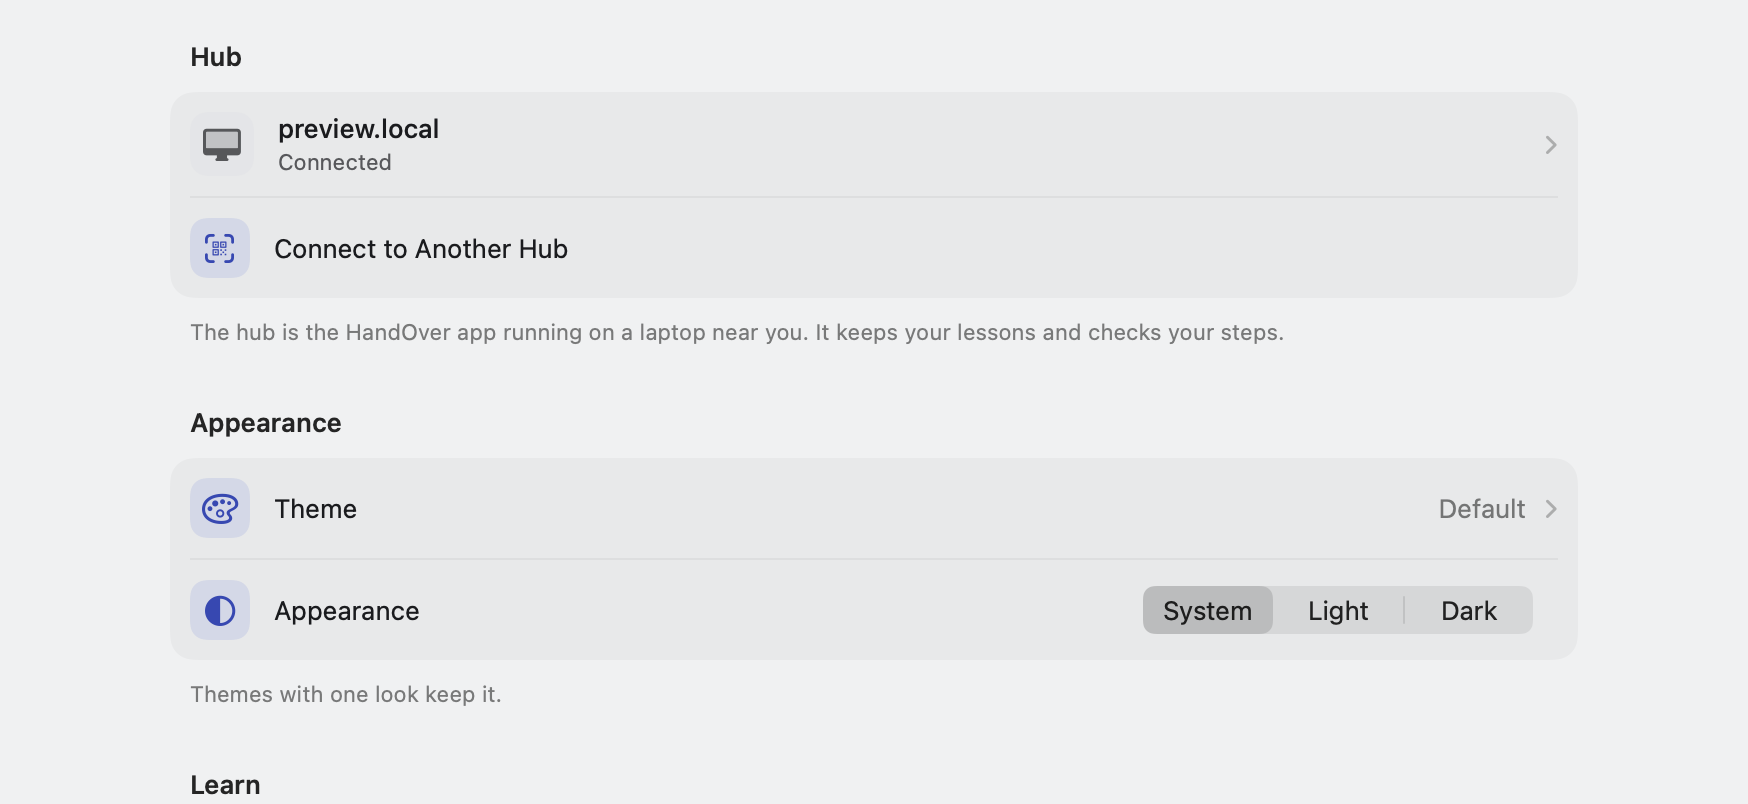 Hub
preview.local
Connected
Connect to Another Hub
The hub is the HandOver app running on a laptop near you. It keeps your lessons and checks your steps.
Appearance
Theme
Default
Appearance
System
Light
Dark
Themes with one look keep it.
Learn